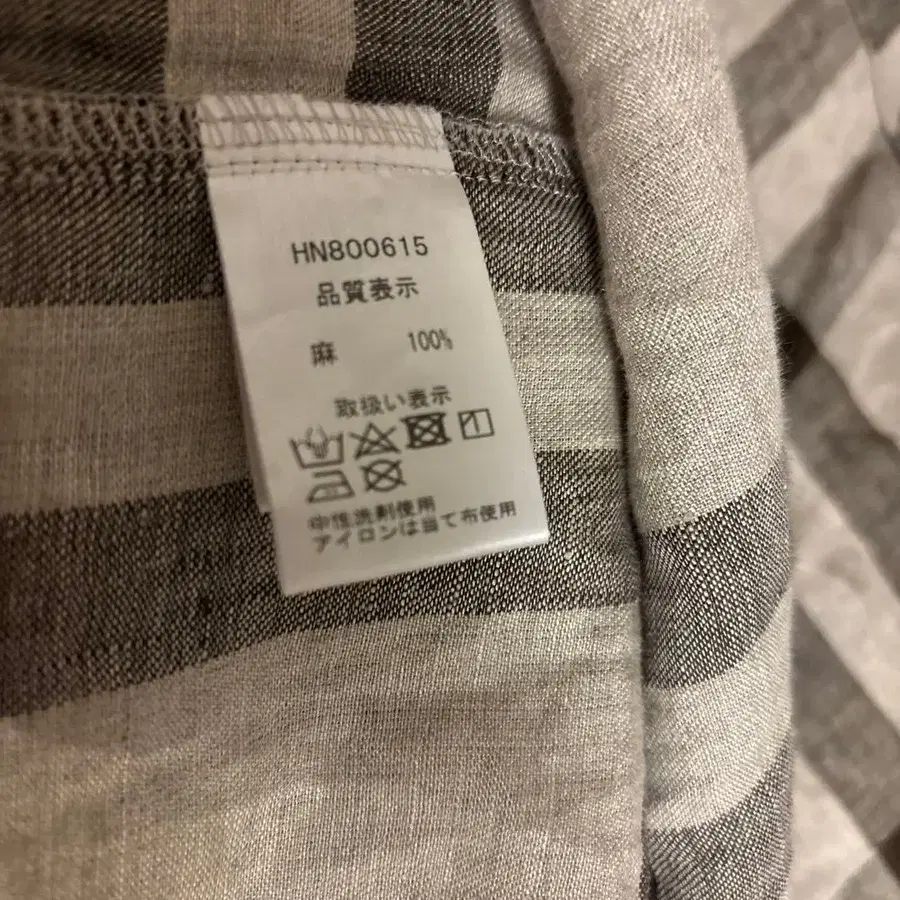 HN800615
品質表示
麻 100%
取扱い表示
中性洗剤使用
アイロンは当て布使用